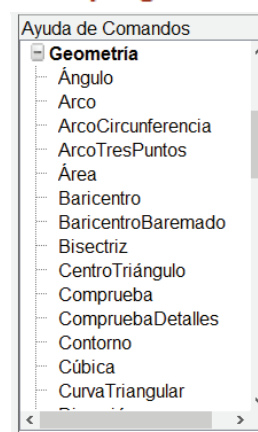 Ayuda de Comandos
Geometría
Ángulo
Arco
ArcoCircunferencia
ArcoTresPuntos
Área
Baricentro
BaricentroBaremado
Bisectriz
CentroTriángulo
Comprueba
CompruebaDetalles
Contorno
Cúbica
CurvaTriangular